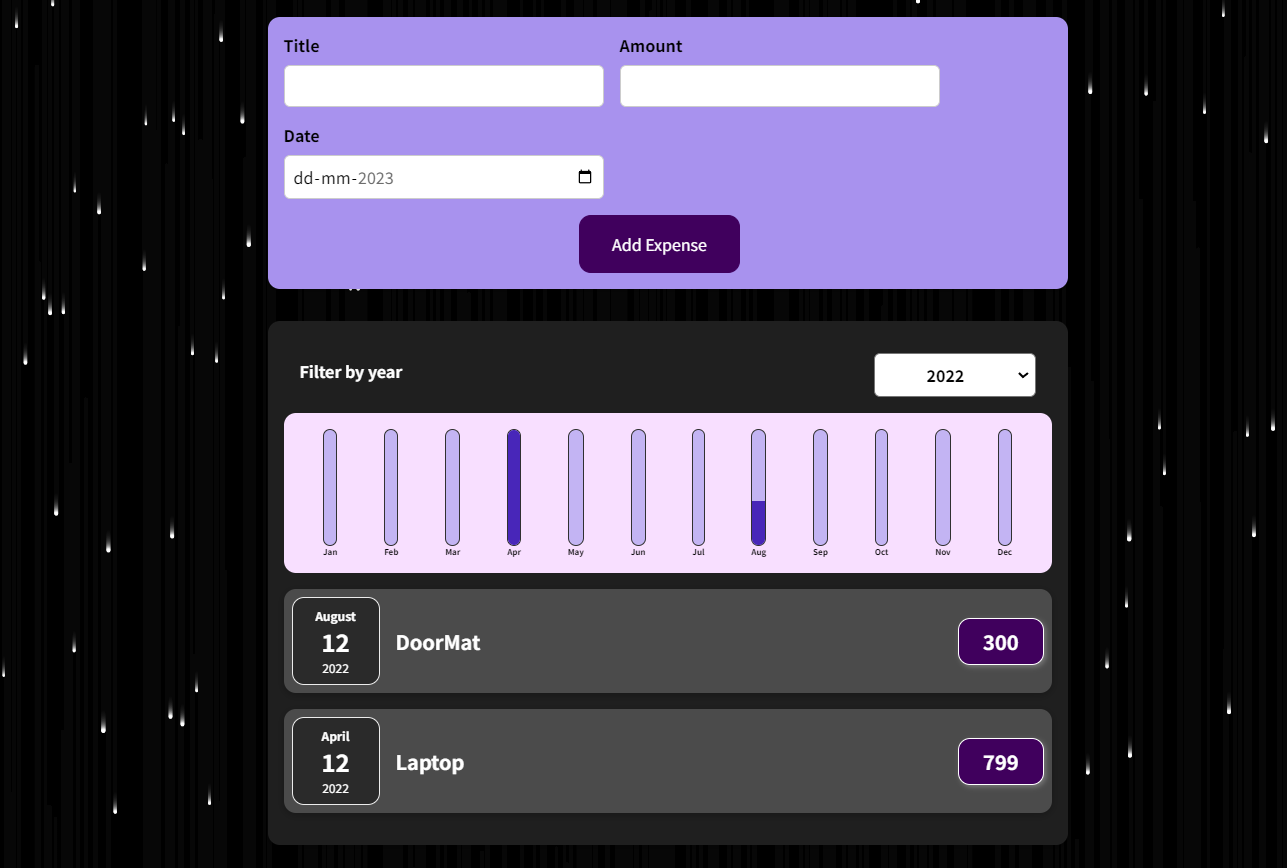 Title Amount
Date
dd-mm-2023
Add Expense
Filter by year 2022
Jan Feb Mar Apr May Jun Jul Aug Sep Oct Nov Dec
August
12
2022
DoorMat
300
April
12
2022
Laptop
799